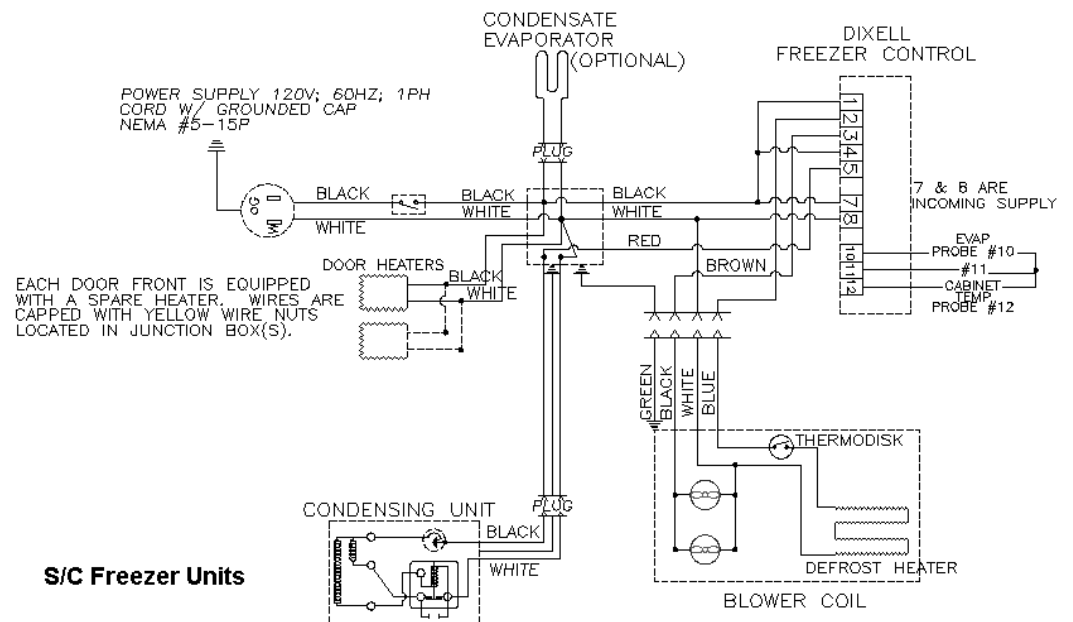 CONDENSATE
EVAPORATOR
(OPTIONAL)
DIXELL
FREEZER CONTROL
POWER SUPPLY 120V; 60HZ; 1PH
CORD W/ GROUNDED CAP
NEMA #5-15P
PLUG
1
2
3
4
5
7
8
10
11
12
7 & 8 ARE
INCOMING SUPPLY
G
W
BLACK
WHITE
BLACK
WHITE
BLACK
WHITE
RED
BROWN
EVAP
PROBE #10
#11
CABINET
TEMP
PROBE #12
DOOR HEATERS
BLACK
WHITE
EACH DOOR FRONT IS EQUIPPED
WITH A SPARE HEATER. WIRES ARE
CAPPED WITH YELLOW WIRE NUTS
LOCATED IN JUNCTION BOX(S).
GREEN
BLACK
WHITE
BLUE
THERMODISK
DEFROST HEATER
BLOWER COIL
PLUG
CONDENSING UNIT
BLACK
WHITE
S/C Freezer Units